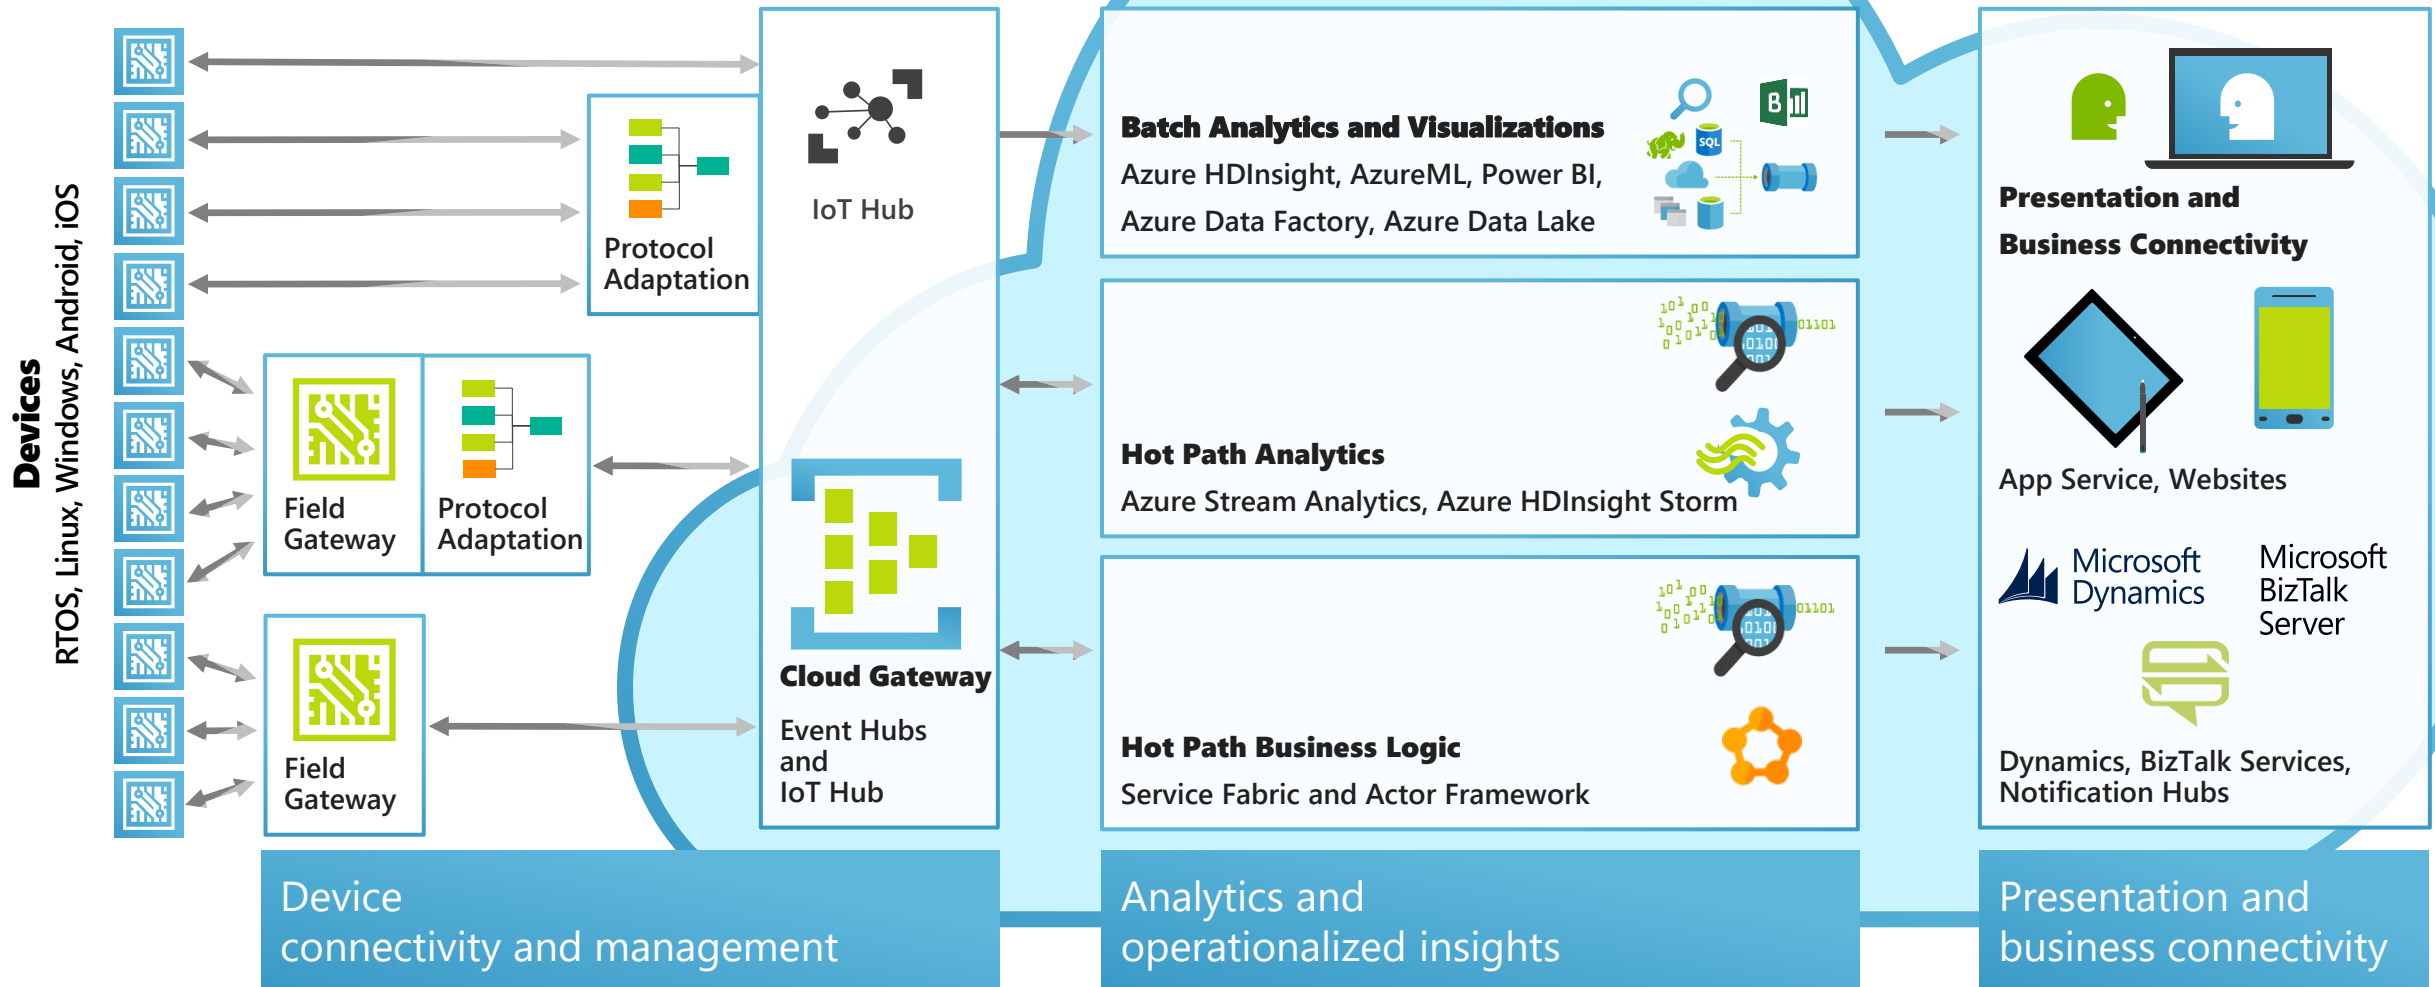 Devices
RTOS, Linux, Windows, Android, iOS
Protocol
Adaptation
Field
Gateway
Protocol
Adaptation
Field
Gateway
IoT Hub
Cloud Gateway
Event Hubs
and
IoT Hub
Batch Analytics and Visualizations
Azure HDInsight, AzureML, Power BI,
Azure Data Factory, Azure Data Lake
SQL
B
Hot Path Analytics
Azure Stream Analytics, Azure HDInsight Storm
01101
Hot Path Business Logic
Service Fabric and Actor Framework
01101
Presentation and
Business Connectivity
App Service, Websites
Microsoft
Dynamics
Microsoft
BizTalk
Server
Dynamics, BizTalk Services,
Notification Hubs
Device
connectivity and management
Analytics and
operationalized insights
Presentation and
business connectivity